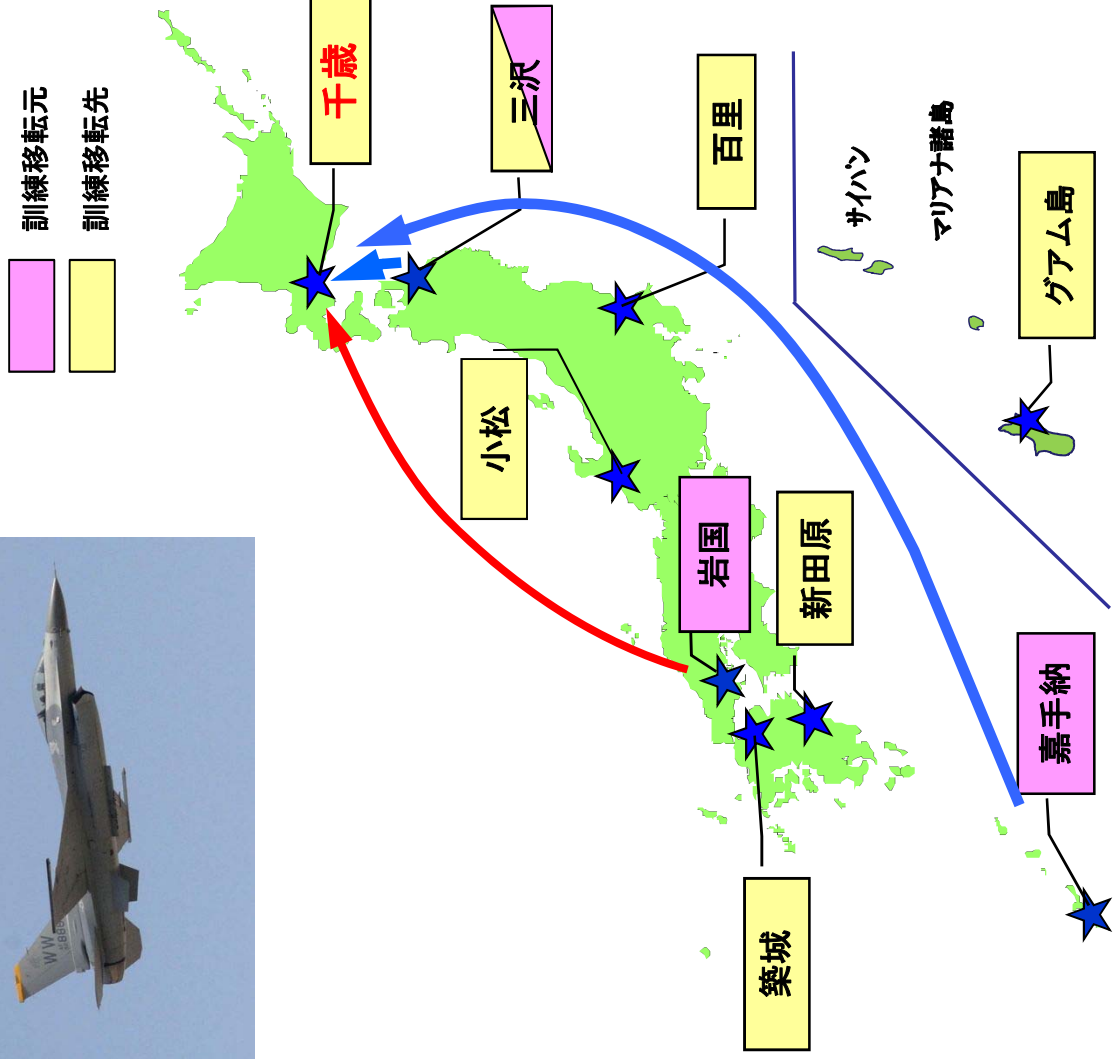 訓練移転元
訓練移転先
千歳
三沢
百里
小松
岩国
新田原
築城
嘉手納
サイパン
マリアナ諸島
グアム島
WW